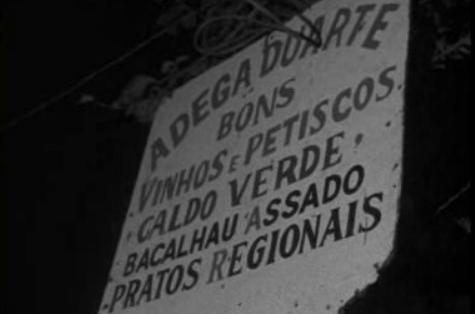 ADEGA DUARTE
BONS
VINHOS E PETISCOS.
CALDO VERDE,
BACALHAU ASSADO
-PRATOS REGIONAIS